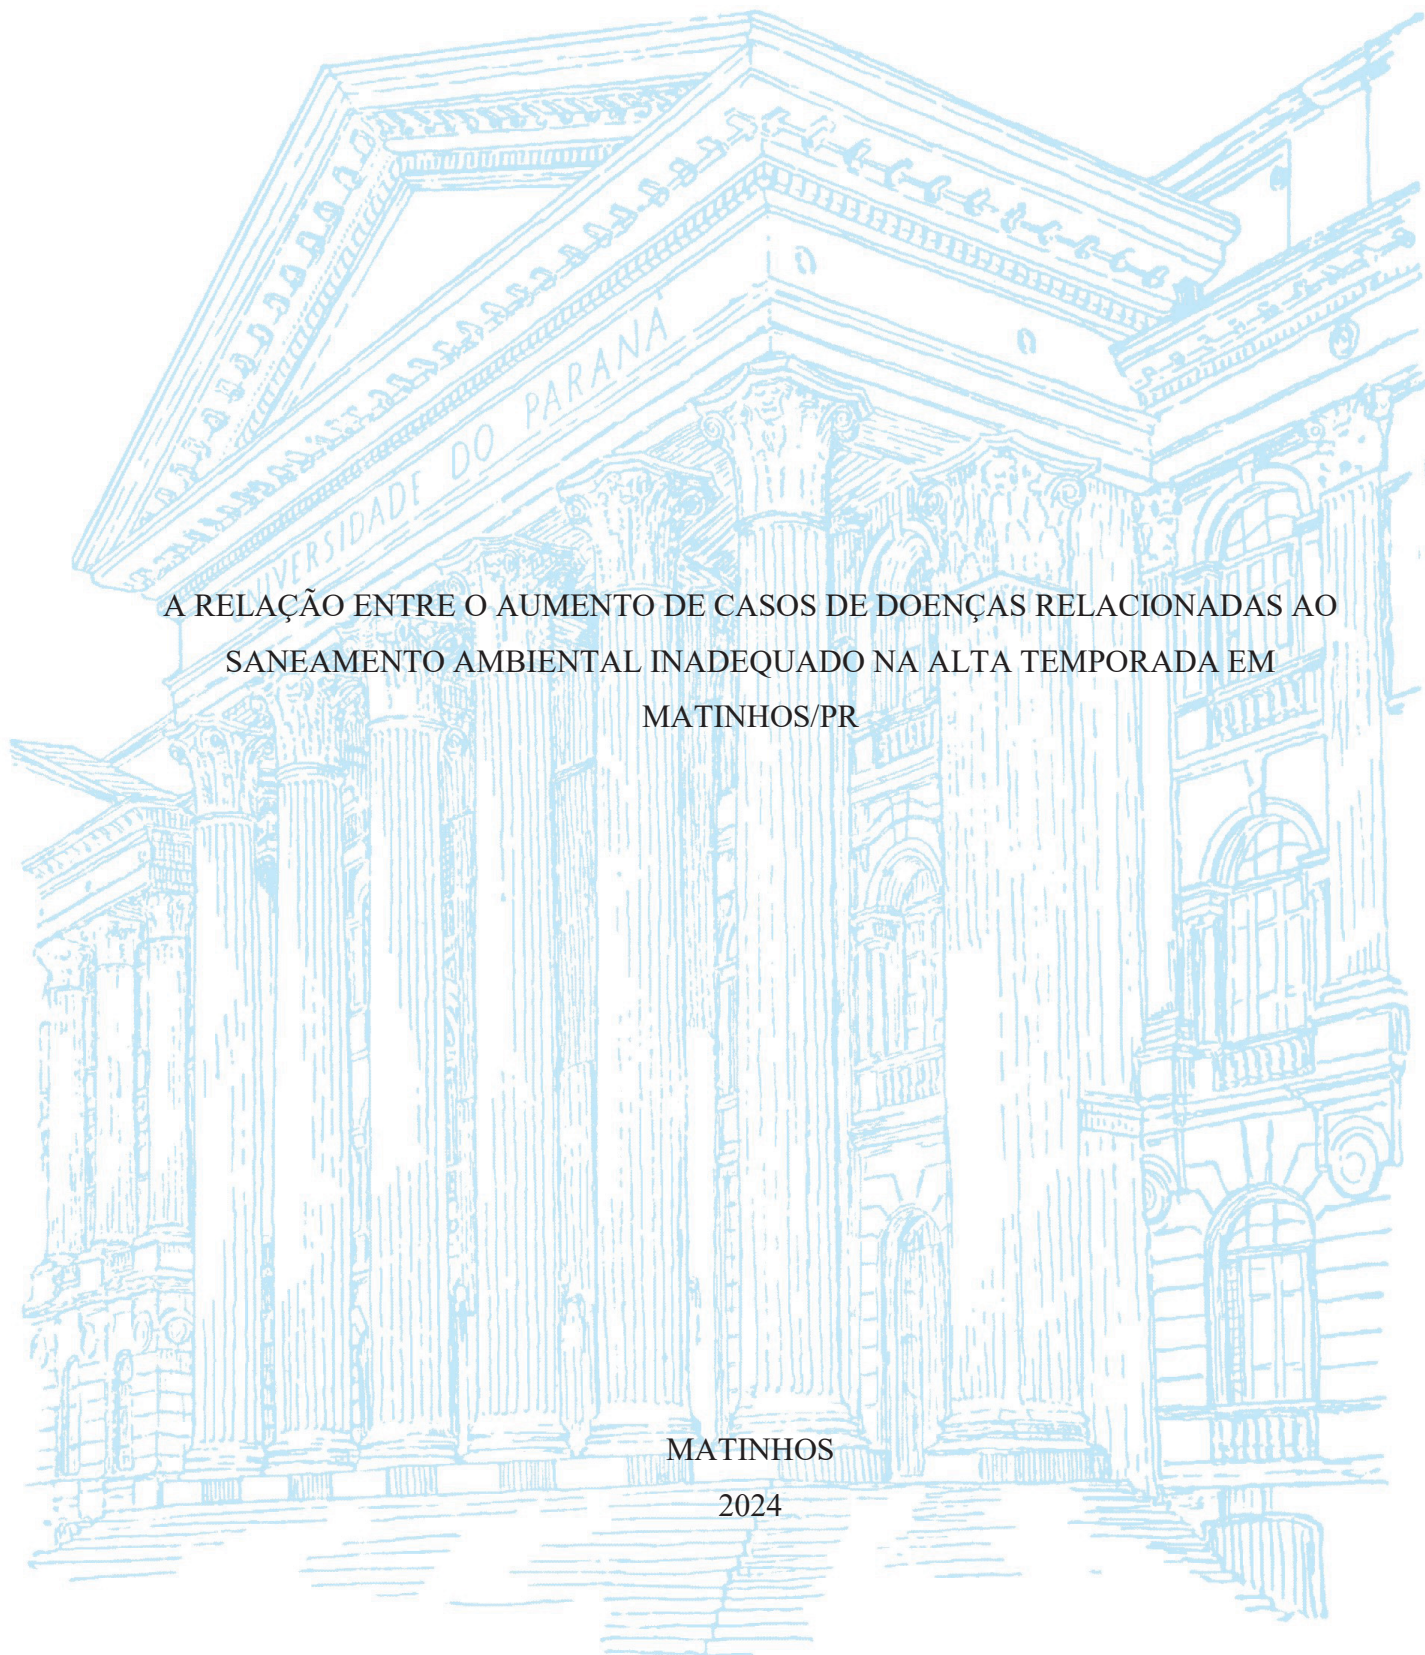 UNIVERSIDADE DO PARANÁ
A RELAÇÃO ENTRE O AUMENTO DE CASOS DE DOENÇAS RELACIONADAS AO
SANEAMENTO AMBIENTAL INADEQUADO NA ALTA TEMPORADA EM
MATINHOS/PR
MATINHOS
2024